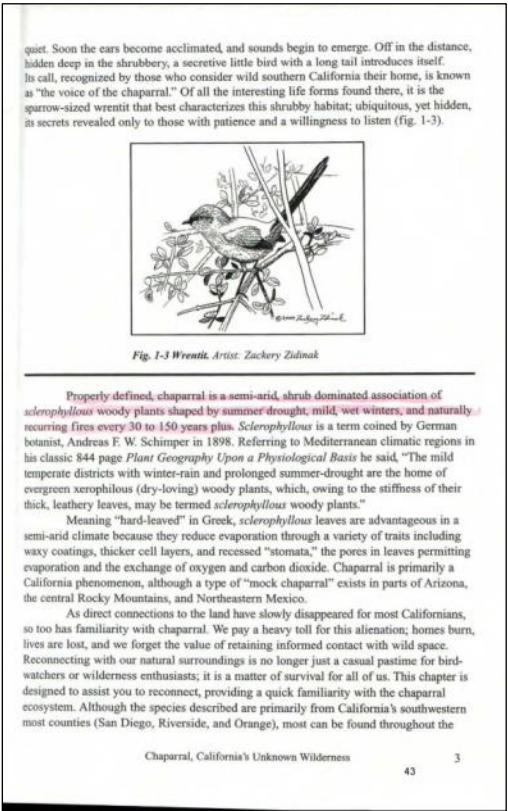 quiet. Soon the ears become acclimated, and sounds begin to emerge. Off in the distance,
hidden deep in the shrubbery, a secretive little bird with a long tail introduces itself.
Its call, recognized by those who consider wild southern California their home, is known
as "the voice of the chaparral." Of all the interesting life forms found there, it is the
sparrow-sized wrentit that best characterizes this shrubby habitat; ubiquitous, yet hidden,
its secrets revealed only to those with patience and a willingness to listen (fig. 1-3).
Fig. 1-3 Wrentit. Artist: Zackery Zidinak
Properly defined, chaparral is a semi-arid, shrub dominated association of
sclerophyllous woody plants shaped by summer drought, mild, wet winters, and naturally
recurring fires every 30 to 150 years plus. Sclerophyllous is a term coined by German
botanist, Andreas F. W. Schimper in 1898. Referring to Mediterranean climatic regions in
his classic 844 page Plant Geography Upon a Physiological Basis he said, "The mild
temperate districts with winter-rain and prolonged summer-drought are the home of
evergreen xerophilous (dry-loving) woody plants, which, owing to the stiffness of their
thick, leathery leaves, may be termed sclerophyllous woody plants."
Meaning "hard-leaved" in Greek, sclerophyllous leaves are advantageous in a
semi-arid climate because they reduce evaporation through a variety of traits including
waxy coatings, thicker cell layers, and recessed "stomata," the pores in leaves permitting
evaporation and the exchange of oxygen and carbon dioxide. Chaparral is primarily a
California phenomenon, although a type of "mock chaparral" exists in parts of Arizona,
the central Rocky Mountains, and Northeastern Mexico.
As direct connections to the land have slowly disappeared for most Californians,
so too has familiarity with chaparral. We pay a heavy toll for this alienation; homes burn,
lives are lost, and we forget the value of retaining informed contact with wild space.
Reconnecting with our natural surroundings is no longer just a casual pastime for bird-
watchers or wilderness enthusiasts; it is a matter of survival for all of us. This chapter is
designed to assist you to reconnect, providing a quick familiarity with the chaparral
ecosystem. Although the species described are primarily from California's southwestern
most counties (San Diego, Riverside, and Orange), most can be found throughout the
Chaparral, California's Unknown Wilderness 3
43